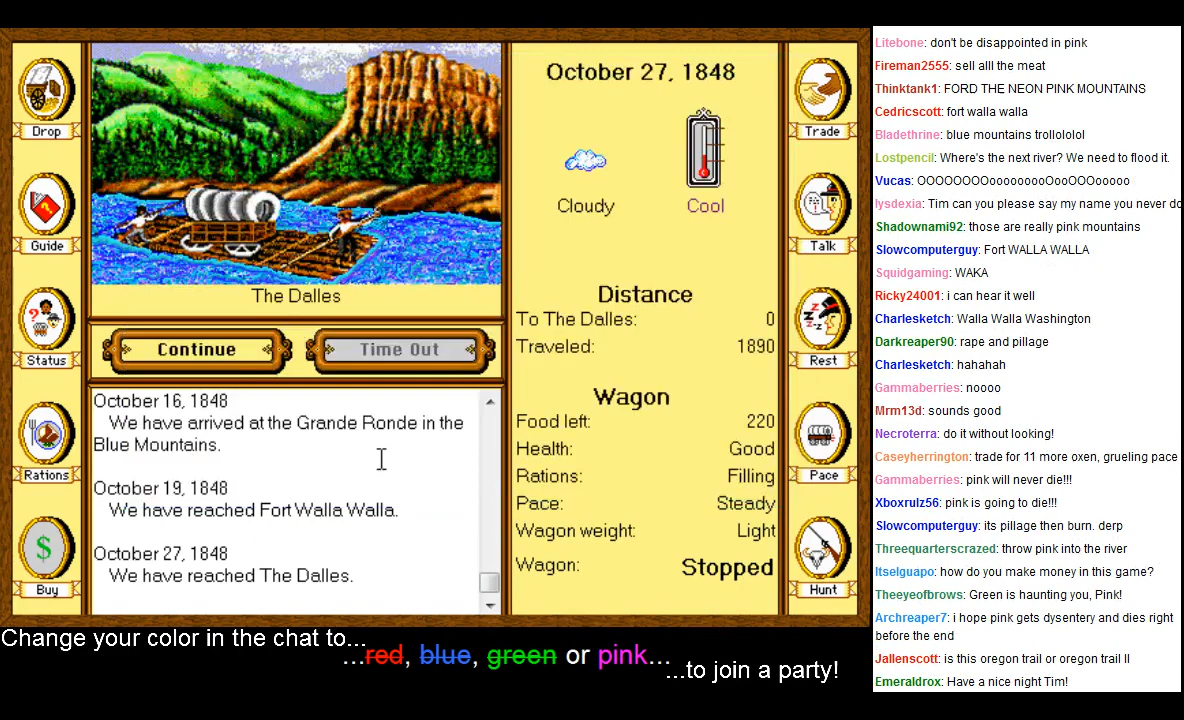 Drop
Guide
Status
Rations
$
Buy
The Dalles
Continue
Time Out
October 16, 1848
We have arrived at the Grande Ronde in the
Blue Mountains.
October 19, 1848
We have reached Fort Walla Walla.
October 27, 1848
We have reached The Dalles.
October 27, 1848
Cloudy
Cool
Distance
To The Dalles: 0
Traveled: 1890
Wagon
Food left: 220
Health: Good
Rations: Filling
Pace: Steady
Wagon weight: Light
Wagon: Stopped
Trade
Talk
Rest
Pace
Hunt
Change your color in the chat to...
...red, blue, green or pink...
...to join a party!
Litebone: don't be disappointed in pink
Fireman2555: sell alll the meat
Thinktank1: FORD THE NEON PINK MOUNTAINS
Cedricscott: fort walla walla
Bladethrine: blue mountains trollololol
Lostpencil: Where's the next river? We need to flood it.
Vucas: OOOOOOOOooooooooOooOOOooooo
lysdexia: Tim can you please say my name you never do
Shadownami92: those are really pink mountains
Slowcomputerguy: Fort WALLA WALLA
Squidgaming: WAKA
Ricky24001: i can hear it well
Charlesketch: Walla Walla Washington
Darkreaper90: rape and pillage
Charlesketch: hahahah
Gammaberries: noooo
Mrm13d: sounds good
Necroterra: do it without looking!
Caseyherrington: trade for 11 more oxen, grueling pace
Gammaberries: pink will never die!!!
Xboxrulz56: pink is going to die!!!
Slowcomputerguy: its pillage then burn. derp
Threequarterscrazed: throw pink into the river
Itselguapo: how do you make money in this game?
Theeyeofbrows: Green is haunting you, Pink!
Archreaper7: i hope pink gets dysentery and dies right
before the end
Jallenscott: is this oregon trail or oregon trail II
Emeraldrox: Have a nice night Tim!